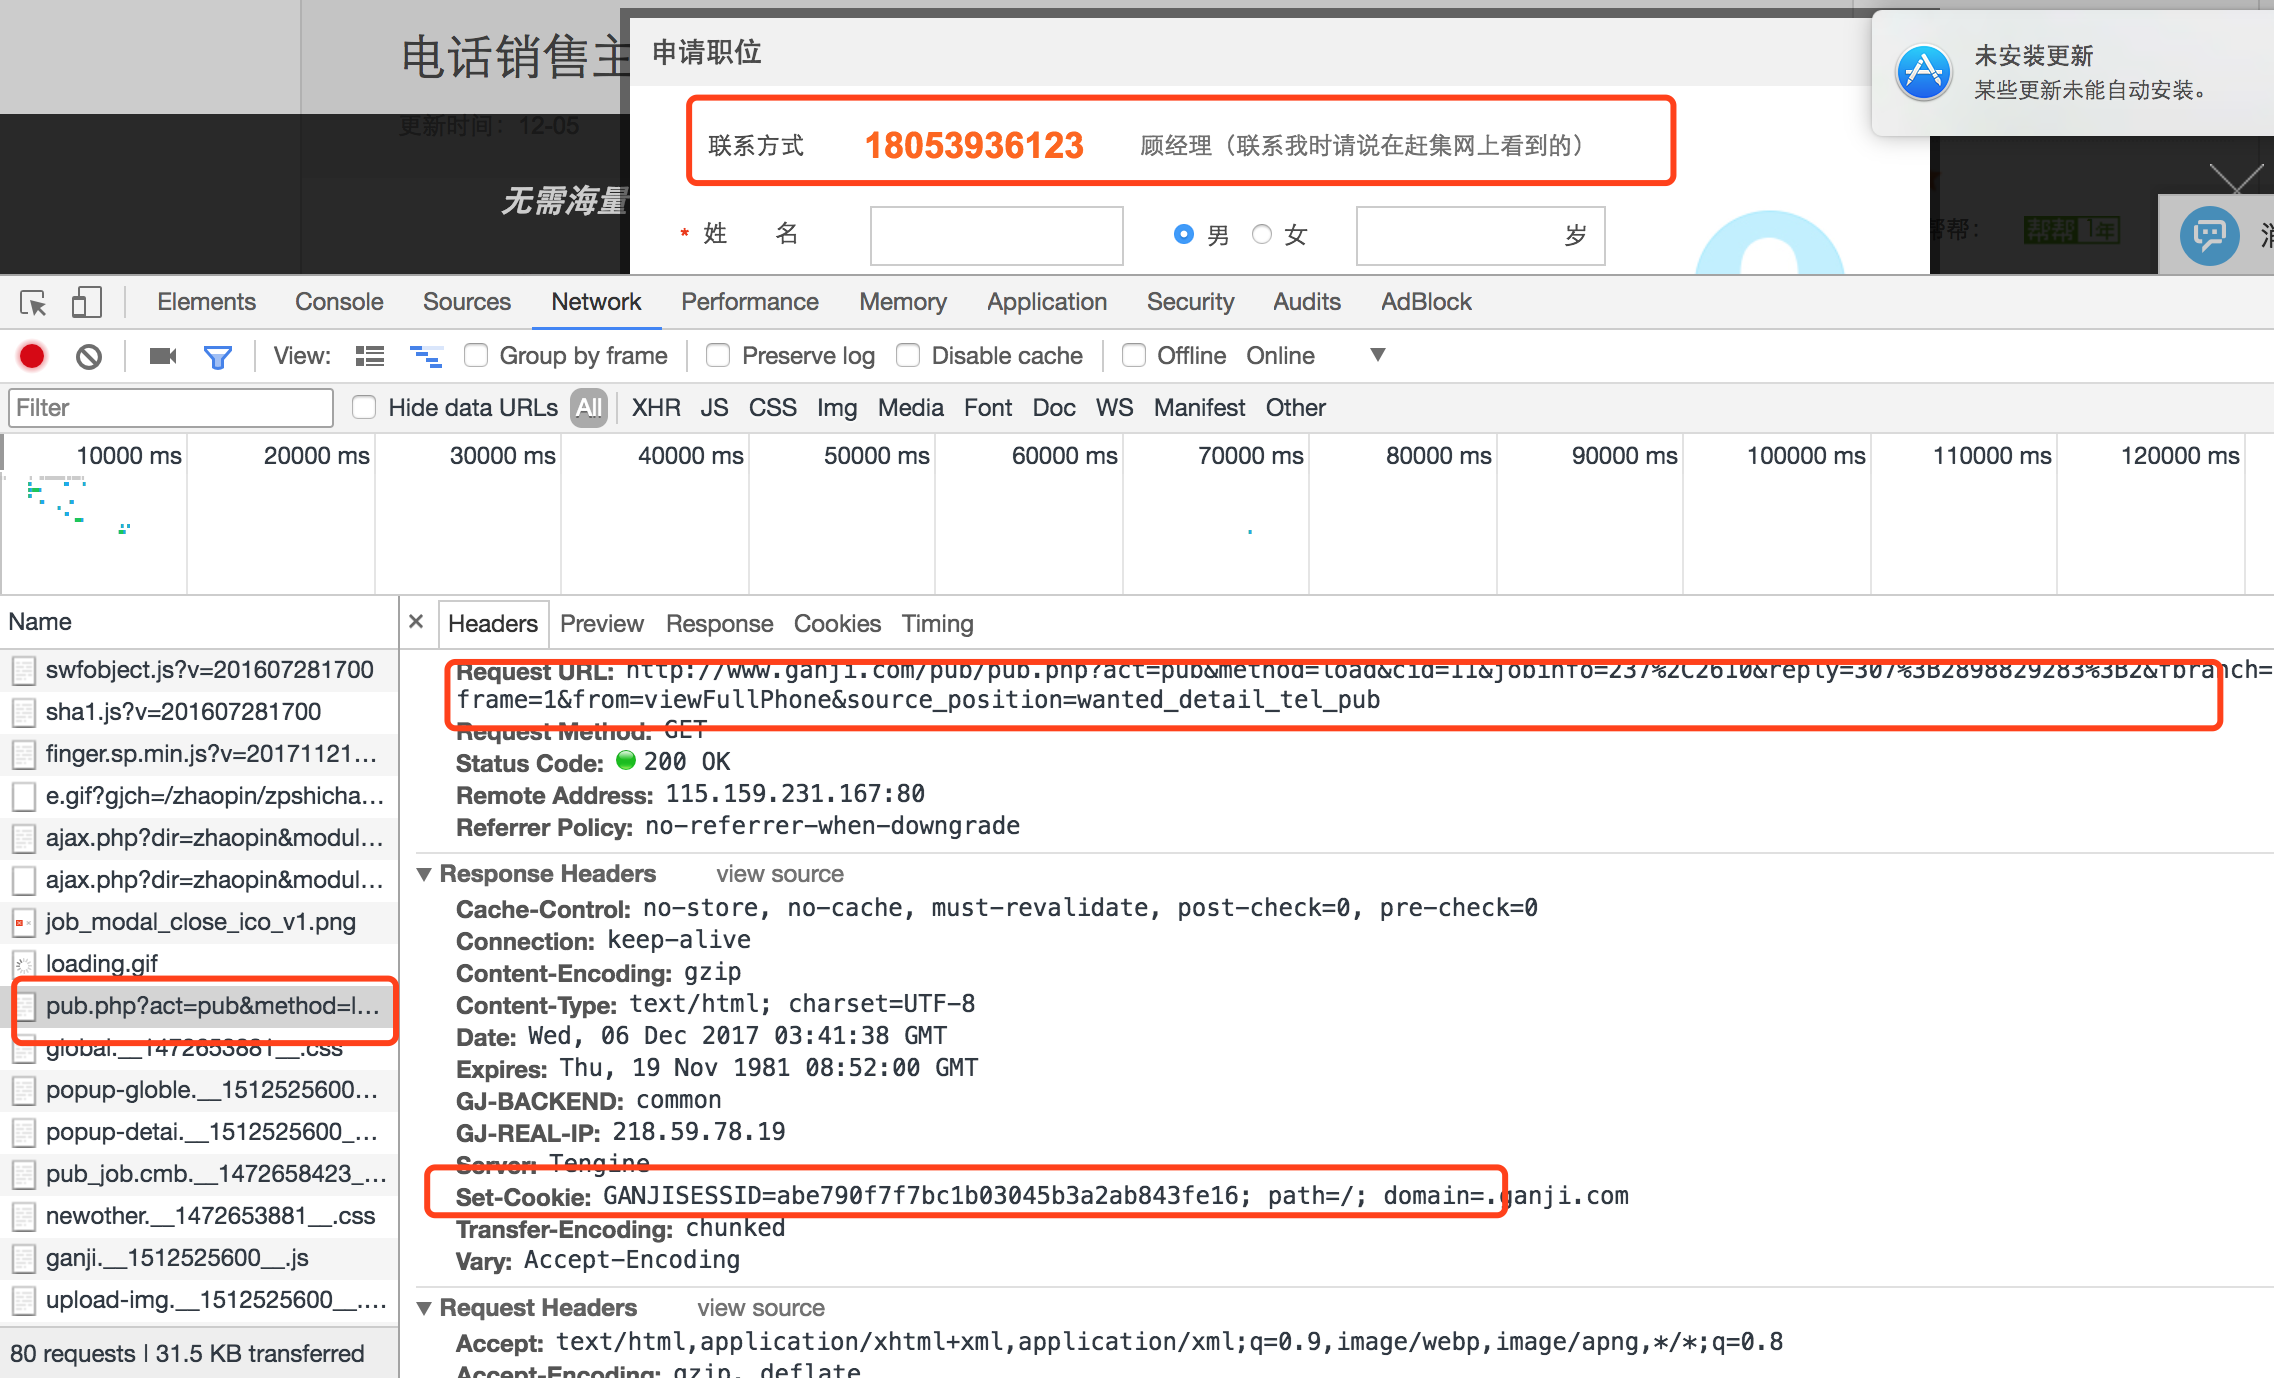 电话销售主
申请职位
未安装更新
某些更新未能自动安装。
更新时间：12-05
联系方式 18053936123 顾经理（联系我时请说在赶集网上看到的）
无需海量
* 姓 名 男 女 岁
帮帮： 帮帮 1年
Elements Console Sources Network Performance Memory Application Security Audits AdBlock
View: Group by frame Preserve log Disable cache Offline Online
Filter Hide data URLs All XHR JS CSS Img Media Font Doc WS Manifest Other
10000 ms 20000 ms 30000 ms 40000 ms 50000 ms 60000 ms 70000 ms 80000 ms 90000 ms 100000 ms 110000 ms 120000 ms
Name
swfobject.js?v=201607281700
sha1.js?v=201607281700
finger.sp.min.js?v=20171121…
e.gif?gjch=/zhaopin/zpshicha…
ajax.php?dir=zhaopin&modul…
ajax.php?dir=zhaopin&modul…
job_modal_close_ico_v1.png
loading.gif
pub.php?act=pub&method=l…
global.__1472653881__.css
popup-globle.__1512525600…
popup-detai.__1512525600_…
pub_job.cmb.__1472658423_…
newother.__1472653881__.css
ganji.__1512525600__.js
upload-img.__1512525600__.…
80 requests | 31.5 KB transferred
× Headers Preview Response Cookies Timing
Request URL: http://www.ganji.com/pub/pub.php?act=pub&method=load&cid=11&jobinfo=237%2C2610&reply=307%3B2898829283%3B2&fbranch=
frame=1&from=viewFullPhone&source_position=wanted_detail_tel_pub
Request Method: GET
Status Code: 200 OK
Remote Address: 115.159.231.167:80
Referrer Policy: no-referrer-when-downgrade
Response Headers view source
Cache-Control: no-store, no-cache, must-revalidate, post-check=0, pre-check=0
Connection: keep-alive
Content-Encoding: gzip
Content-Type: text/html; charset=UTF-8
Date: Wed, 06 Dec 2017 03:41:38 GMT
Expires: Thu, 19 Nov 1981 08:52:00 GMT
GJ-BACKEND: common
GJ-REAL-IP: 218.59.78.19
Server: Tengine
Set-Cookie: GANJISESSID=abe790f7f7bc1b03045b3a2ab843fe16; path=/; domain=.ganji.com
Transfer-Encoding: chunked
Vary: Accept-Encoding
Request Headers view source
Accept: text/html,application/xhtml+xml,application/xml;q=0.9,image/webp,image/apng,*/*;q=0.8
Accept-Encoding: gzip, deflate